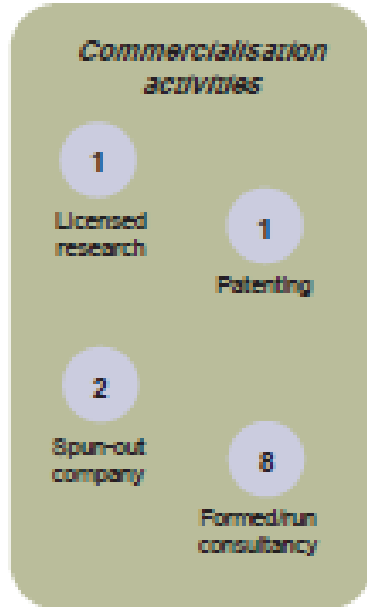 Commercialisation
activities
1
Licensed
research
1
Patenting
2
Spun-out
company
8
Formed/run
consultancy